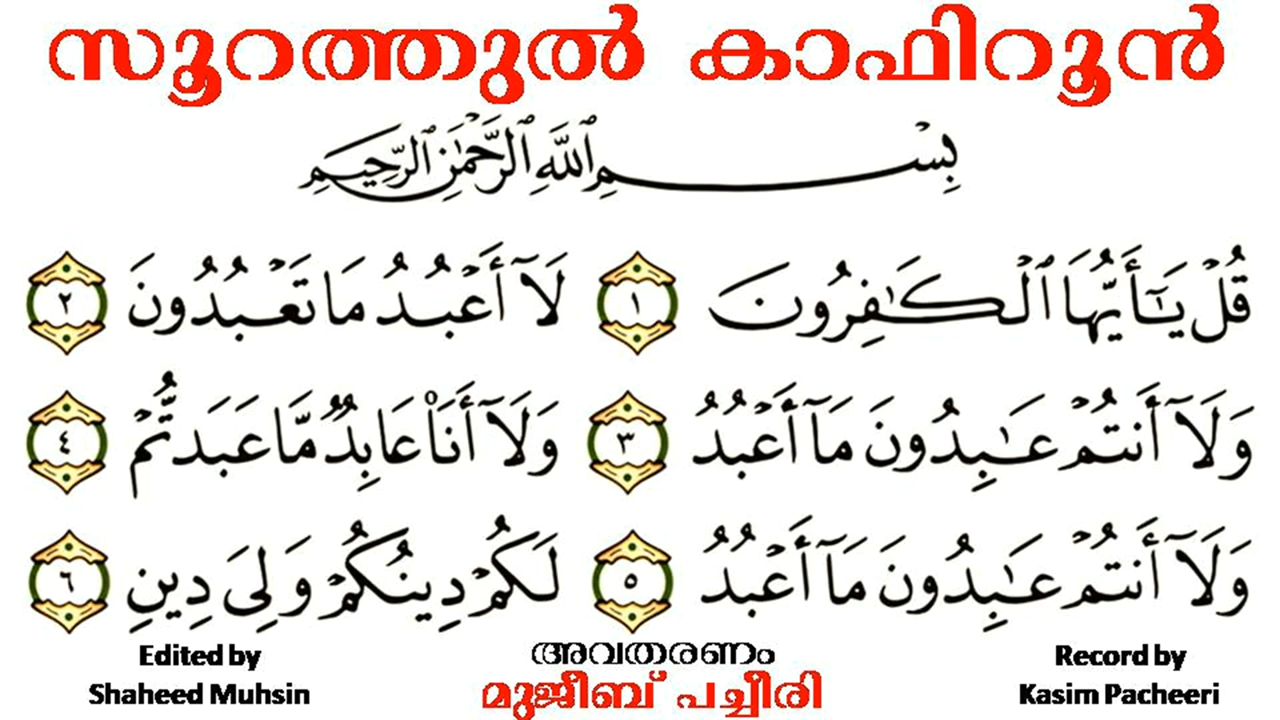 സൂറത്തുൽ കാഫിറൂൻ
بِسْمِ ٱللَّهِ ٱلرَّحْمَٰنِ ٱلرَّحِيمِ
قُلْ يَٰٓأَيُّهَا ٱلْكَٰفِرُونَ ١ لَآ أَعْبُدُ مَا تَعْبُدُونَ ٢
وَلَآ أَنتُمْ عَٰبِدُونَ مَآ أَعْبُدُ ٣ وَلَآ أَنَا۠ عَابِدٌ مَّا عَبَدتُّمْ ٤
وَلَآ أَنتُمْ عَٰبِدُونَ مَآ أَعْبُدُ ٥ لَكُمْ دِينُكُمْ وَلِىَ دِينِ ٦
Edited by
Shaheed Muhsin
അവതരണം
മുജീബ് പച്ചീരി
Record by
Kasim Pacheeri